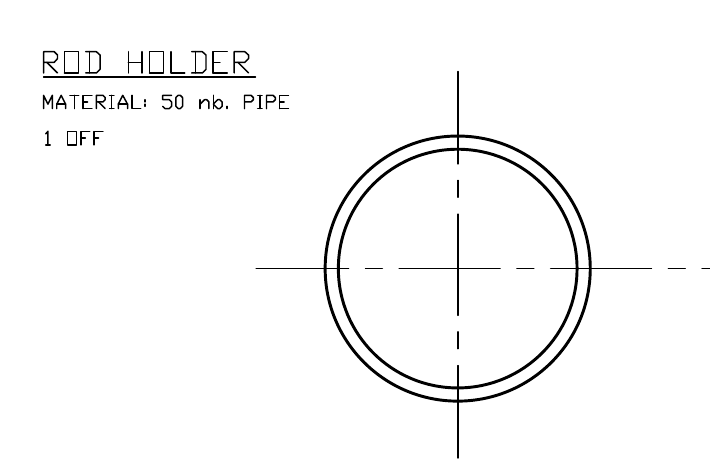 ROD HOLDER
MATERIAL: 50 nb. PIPE
1 OFF